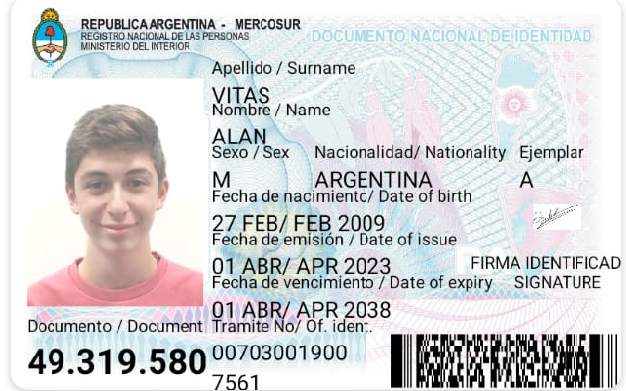 REPUBLICA ARGENTINA - MERCOSUR
REGISTRO NACIONAL DE LAS PERSONAS
MINISTERIO DEL INTERIOR
DOCUMENTO NACIONAL DE IDENTIDAD
Apellido / Surname
VITAS
Nombre / Name
ALAN
Sexo / Sex Nacionalidad/ Nationality Ejemplar
M ARGENTINA A
Fecha de nacimiento/ Date of birth
27 FEB/ FEB 2009
Fecha de emisión / Date of issue
01 ABR/ APR 2023
FIRMA IDENTIFICAD
Fecha de vencimiento / Date of expiry SIGNATURE
01 ABR/ APR 2038
Documento / Document Tramite No/ Of. ident.
49.319.580 00703001900
7561